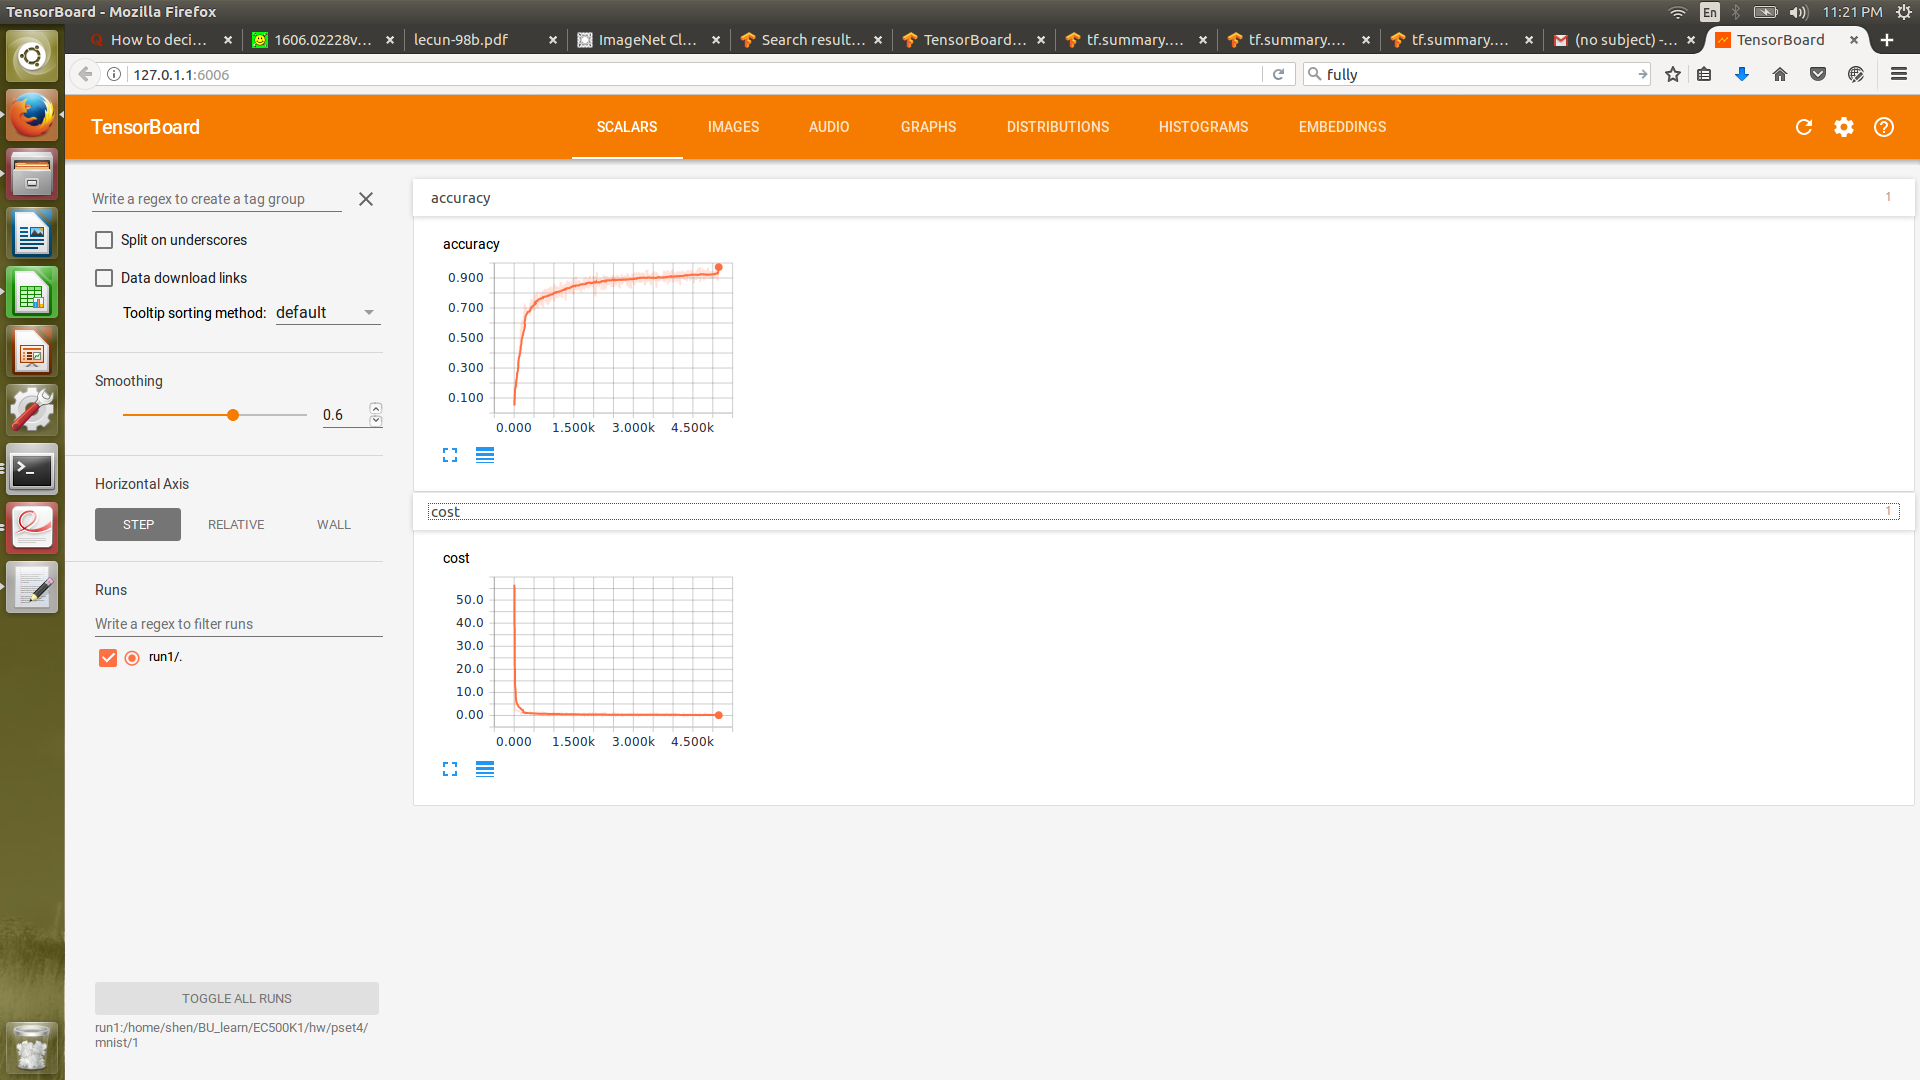 TensorBoard - Mozilla Firefox
En
11:21 PM
How to deci...
1606.02228v...
lecun-98b.pdf
ImageNet Cl...
Search result...
TensorBoard...
tf.summary....
tf.summary....
tf.summary....
(no subject) -...
TensorBoard
127.0.1.1:6006
fully
TensorBoard
SCALARS
IMAGES
AUDIO
GRAPHS
DISTRIBUTIONS
HISTOGRAMS
EMBEDDINGS
Write a regex to create a tag group
Split on underscores
Data download links
Tooltip sorting method: default
Smoothing
0.6
Horizontal Axis
STEP
RELATIVE
WALL
Runs
Write a regex to filter runs
run1/.
TOGGLE ALL RUNS
run1:/home/shen/BU_learn/EC500K1/hw/pset4/
mnist/1
accuracy
1
accuracy
0.900
0.700
0.500
0.300
0.100
0.000 1.500k 3.000k 4.500k
cost
1
cost
50.0
40.0
30.0
20.0
10.0
0.00
0.000 1.500k 3.000k 4.500k